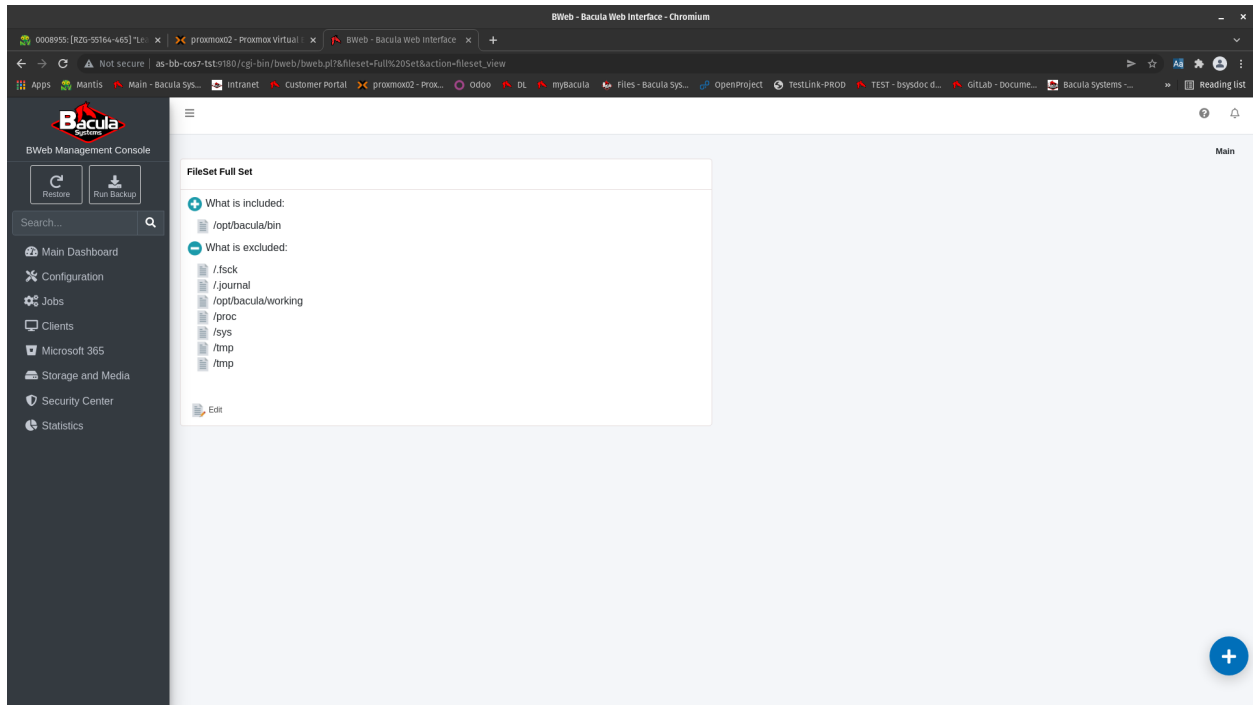 BWeb - Bacula Web Interface - Chromium
0008955: [RZG-55164-465] "Le
proxmox02 - Proxmox Virtual
BWeb - Bacula Web Interface
Not secure | as-bb-cos7-tst:9180/cgi-bin/bweb/bweb.pl?&fileset=Full%20Set&action=fileset_view
Apps Mantis Main - Bacula Sys... Intranet Customer Portal proxmox02 - Prox... Odoo DL myBacula Files - Bacula Sys... OpenProject TestLink-PROD TEST - bsysdoc d... GitLab - Docume... Bacula Systems -... » Reading list
Bacula
Systems
BWeb Management Console
Main
Restore
Run Backup
Search...
Main Dashboard
Configuration
Jobs
Clients
Microsoft 365
Storage and Media
Security Center
Statistics
FileSet Full Set
What is included:
/opt/bacula/bin
What is excluded:
/.fsck
/.journal
/opt/bacula/working
/proc
/sys
/tmp
/tmp
Edit